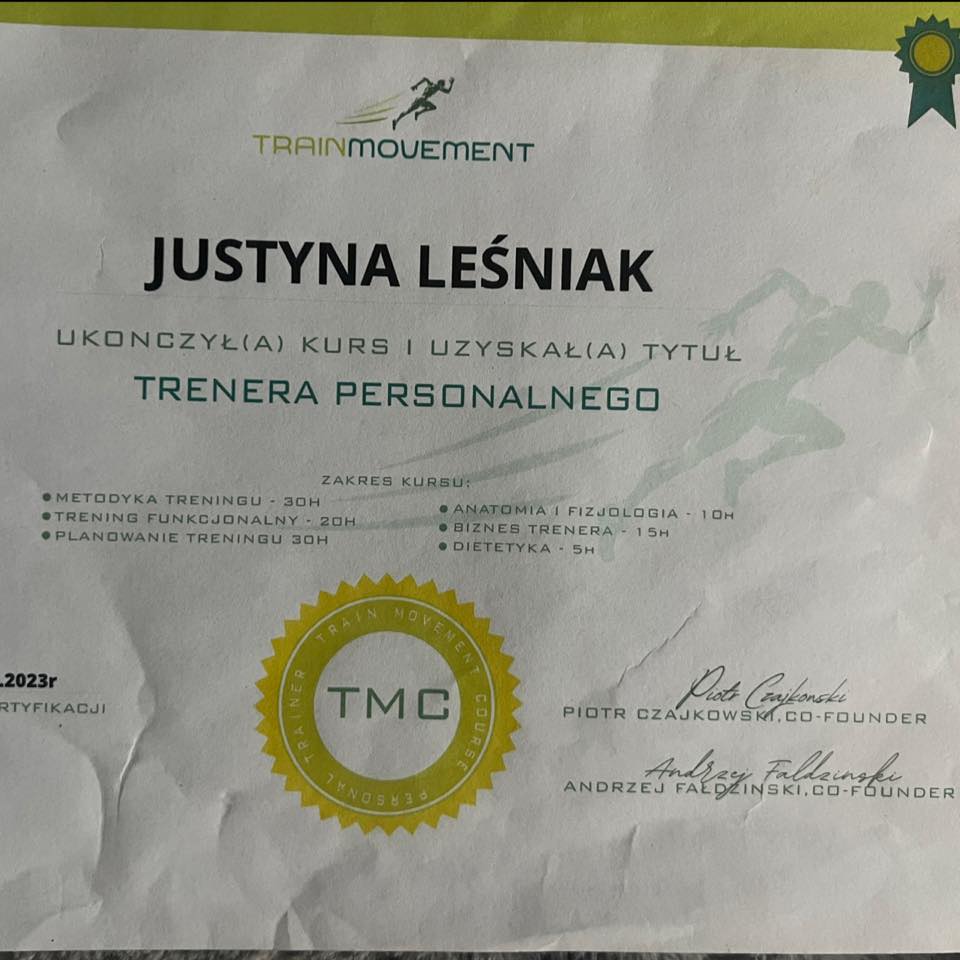 TRAINMOVEMENT
JUSTYNA LEŚNIAK
UKONCZYŁ(A) KURS I UZYSKAŁ(A) TYTUŁ
TRENERA PERSONALNEGO
ZAKRES KURSU:
METODYKA TRENINGU - 30H
TRENING FUNKCJONALNY - 20H
PLANOWANIE TRENINGU 30H
ANATOMIA I FIZJOLOGIA - 10H
BIZNES TRENERA - 15H
DIETETYKA - 5H
.2023r
RTYFIKACJI
TRAIN MOVEMENT COURSE
PERSONAL TRAINER
TMC
Piotr Czajkonski
PIOTR CZAJKOWSKI,CO-FOUNDER
Andrzej Faldzinski
ANDRZEJ FAŁDZINSKI,CO-FOUNDER